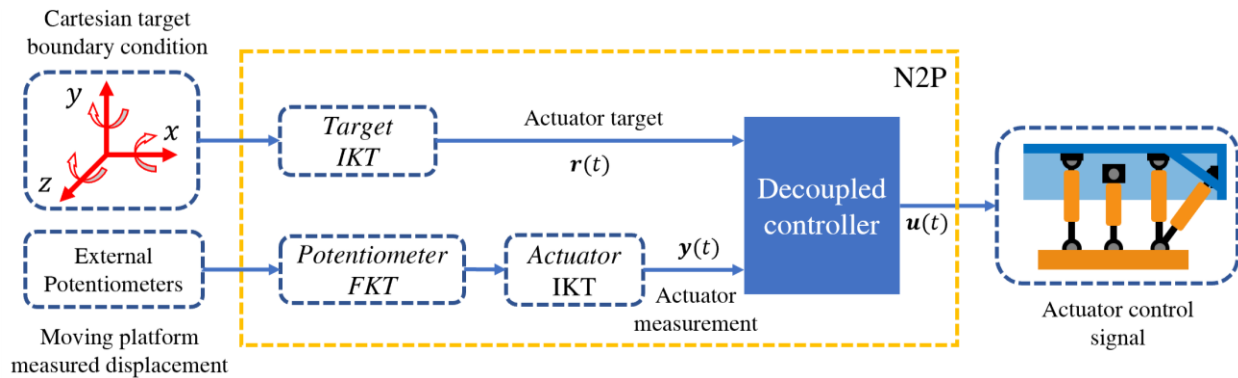 Cartesian target
boundary condition
y
x
z
External
Potentiometers
Moving platform
measured displacement
N2P
Target
IKT
Actuator target
r(t)
Potentiometer
FKT
Actuator
IKT
y(t)
Actuator
measurement
Decoupled
controller
u(t)
Actuator control
signal